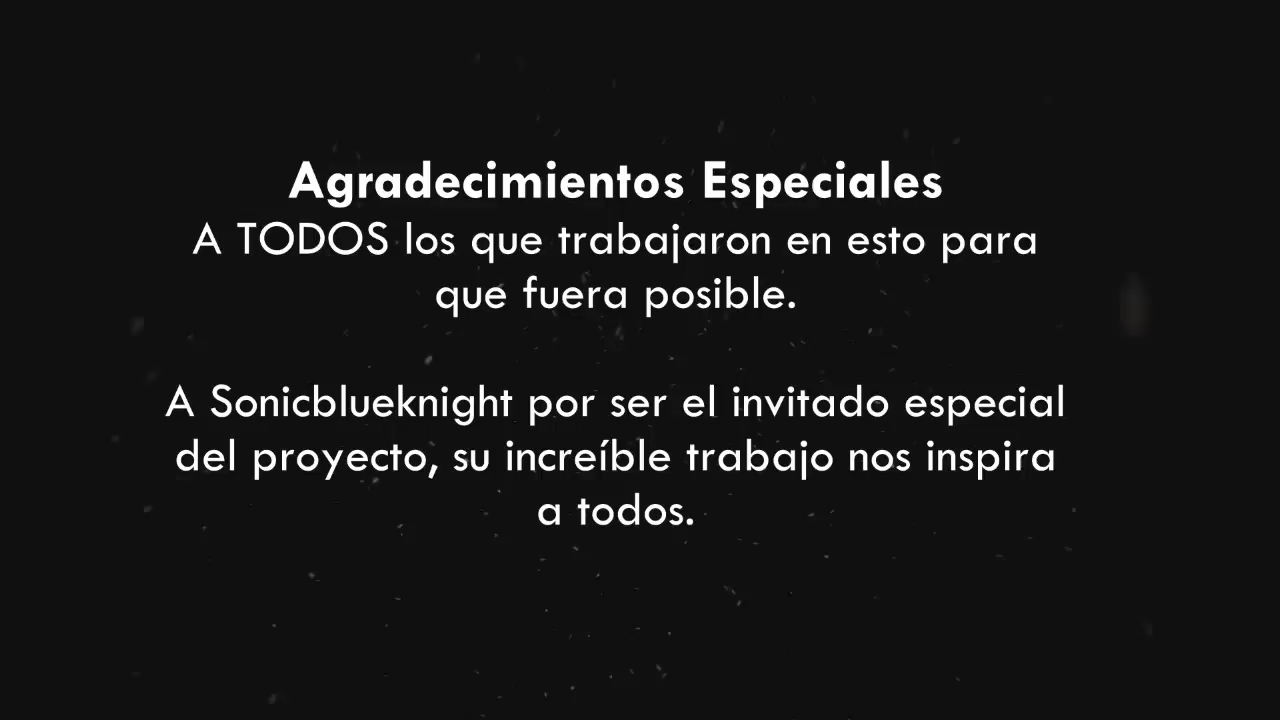 Agradecimientos Especiales
A TODOS los que trabajaron en esto para
que fuera posible.
A Sonicblueknight por ser el invitado especial
del proyecto, su increíble trabajo nos inspira
a todos.